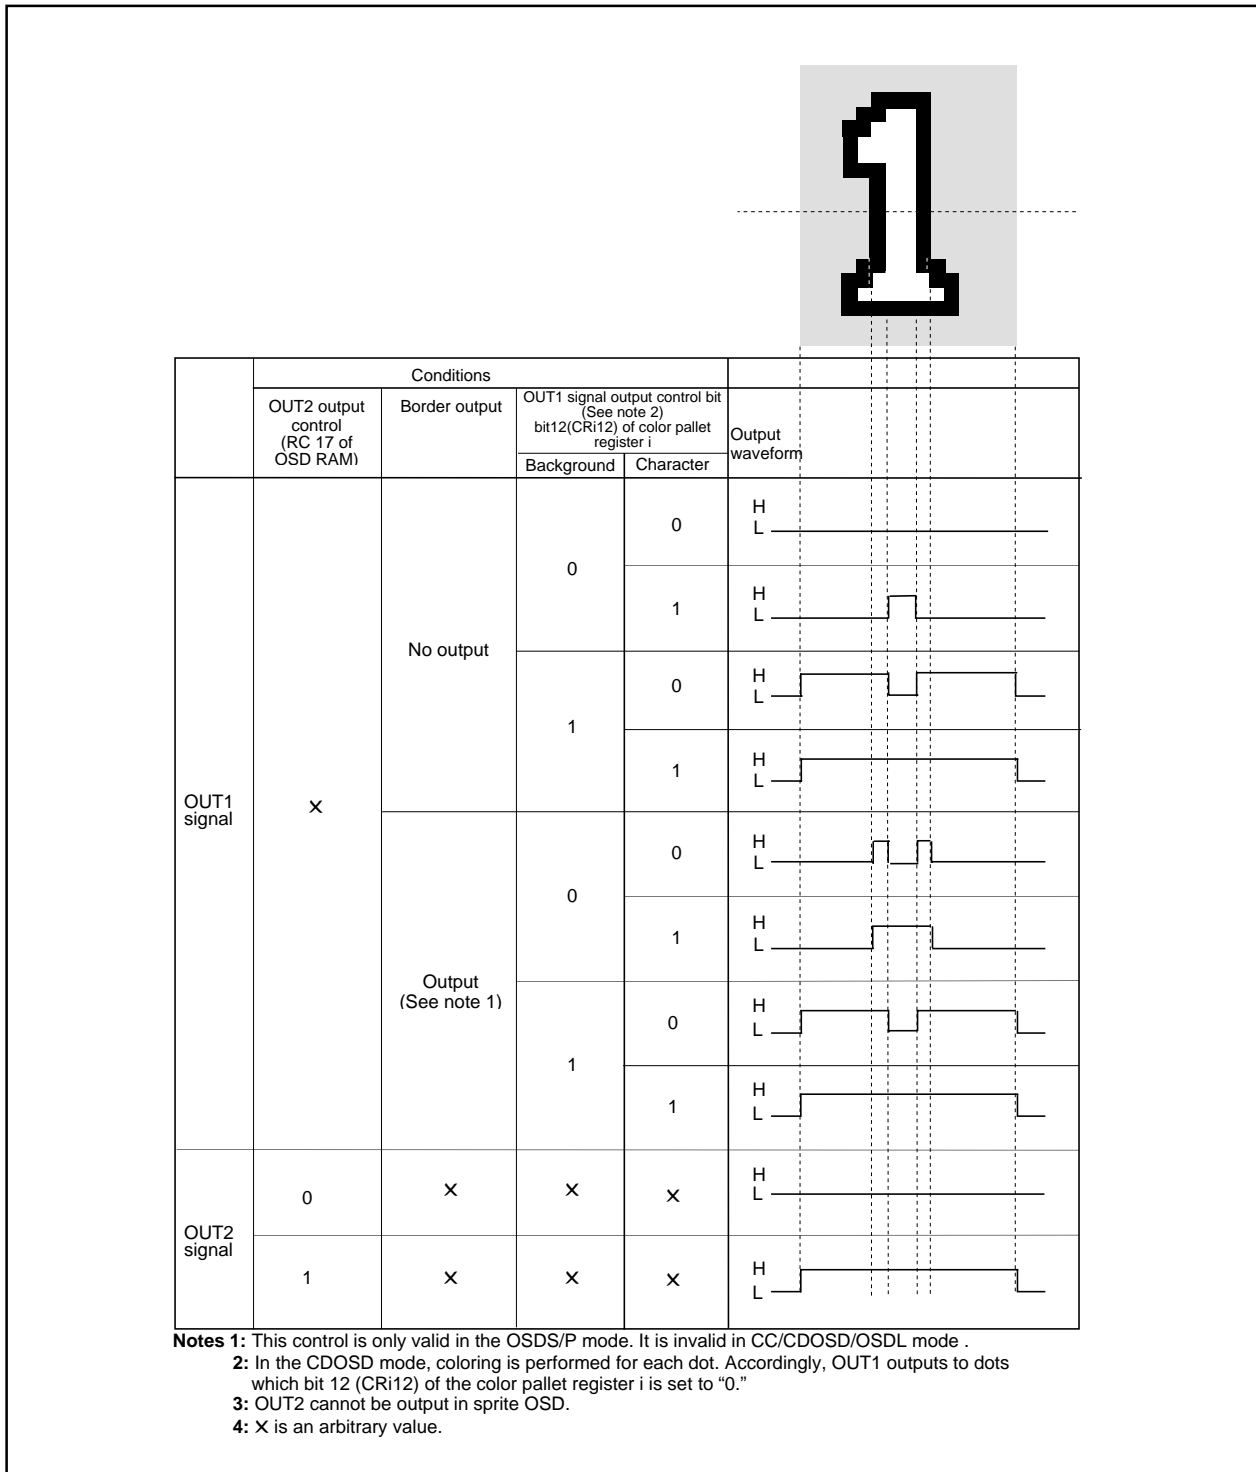 Conditions
OUT2 output
control
(RC 17 of
OSD RAM)
Border output
OUT1 signal output control bit
(See note 2)
bit12(CRi12) of color pallet
register i
Background
Character
Output
waveform
OUT1
signal
×
No output
0
0
H
L
1
H
L
1
0
H
L
1
H
L
Output
(See note 1)
0
0
H
L
1
H
L
1
0
H
L
1
H
L
OUT2
signal
0
×
×
×
H
L
1
×
×
×
H
L
Notes 1: This control is only valid in the OSDS/P mode. It is invalid in CC/CDOSD/OSDL mode .
2: In the CDOSD mode, coloring is performed for each dot. Accordingly, OUT1 outputs to dots
which bit 12 (CRi12) of the color pallet register i is set to “0.”
3: OUT2 cannot be output in sprite OSD.
4: × is an arbitrary value.